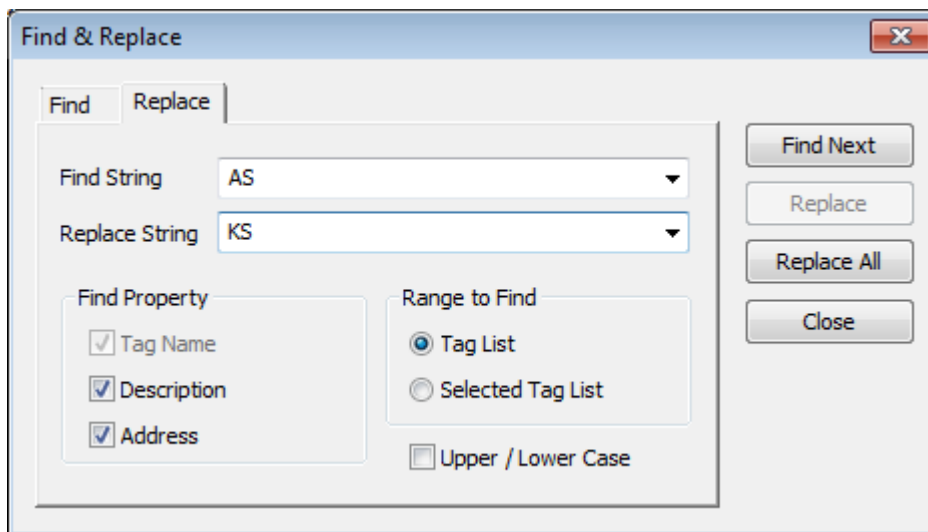 Find & Replace
Find
Replace
Find String
AS
Replace String
KS
Find Property
Tag Name
Description
Address
Range to Find
Tag List
Selected Tag List
Upper / Lower Case
Find Next
Replace
Replace All
Close